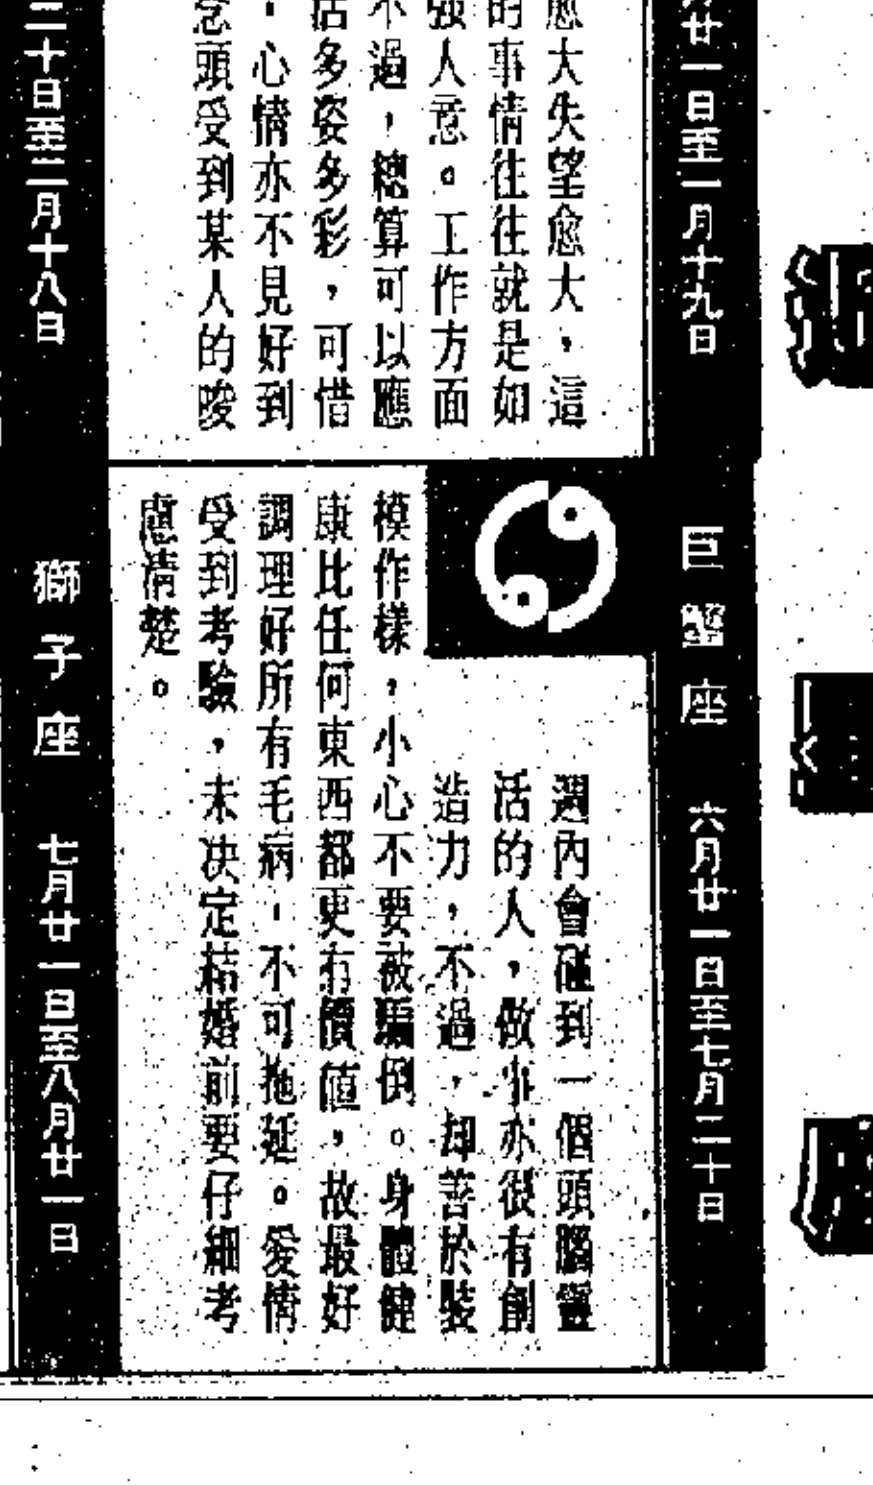 廿一日至一月十九日
愈大失望愈大，這
的事情往往就是如
強人意。工作方面
不過，總算可以應
活多姿多彩，可惜
，心情亦不見好到
念頭受到某人的
二十日至二月十八日
巨蟹座 六月廿一日至七月二十日
週內會碰到一個頭腦靈
活的人，做事亦很有創
造力，不過，却善於裝
模作樣，小心不要被騙倒。身體健
康比任何東西都更有價值，故最好
調理好所有毛病，不可拖延。愛情
受到考驗，未决定結婚前要仔細考
慮清楚。
獅子座 七月廿一日至八月廿一日